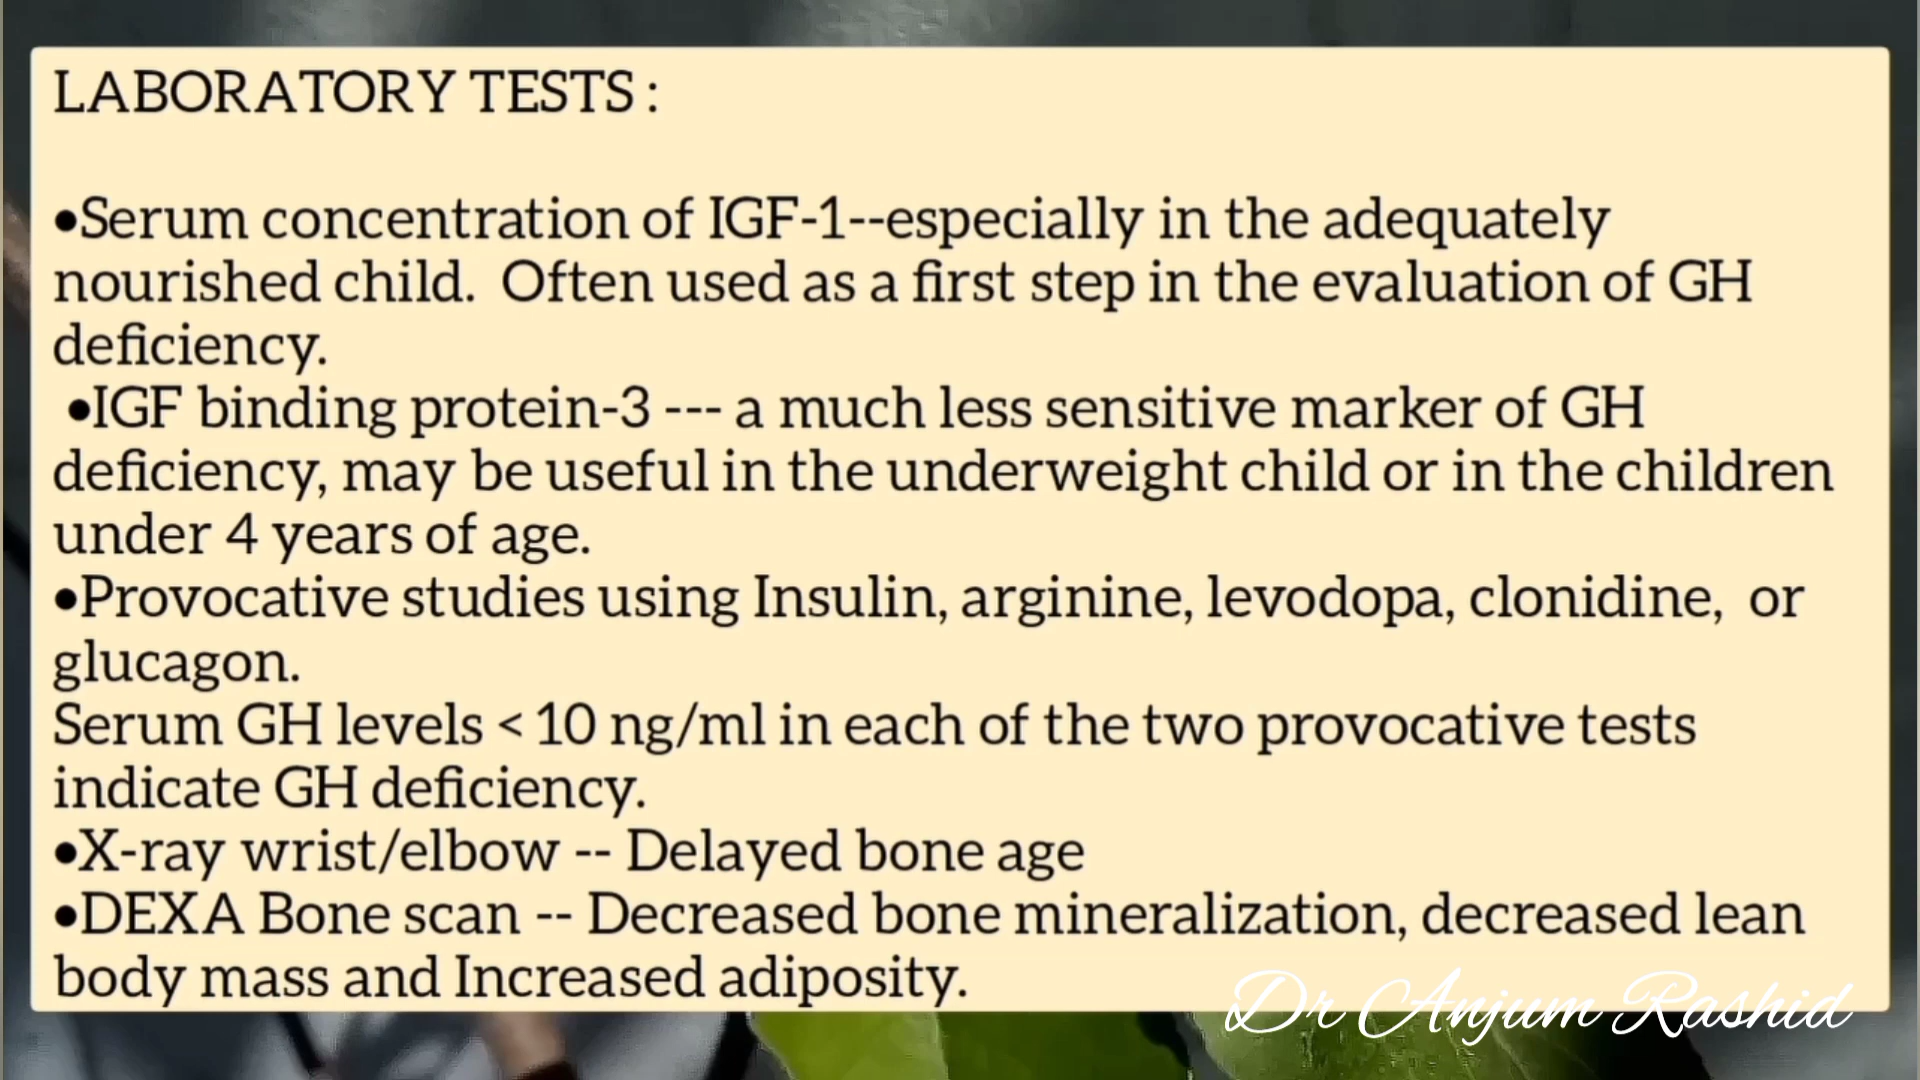 LABORATORY TESTS :
•Serum concentration of IGF-1--especially in the adequately
nourished child.  Often used as a first step in the evaluation of GH
deficiency.
•IGF binding protein-3 --- a much less sensitive marker of GH
deficiency, may be useful in the underweight child or in the children
under 4 years of age.
•Provocative studies using Insulin, arginine, levodopa, clonidine,  or
glucagon.
Serum GH levels < 10 ng/ml in each of the two provocative tests
indicate GH deficiency.
•X-ray wrist/elbow -- Delayed bone age
•DEXA Bone scan -- Decreased bone mineralization, decreased lean
body mass and Increased adiposity.
Dr Anjum Rashid